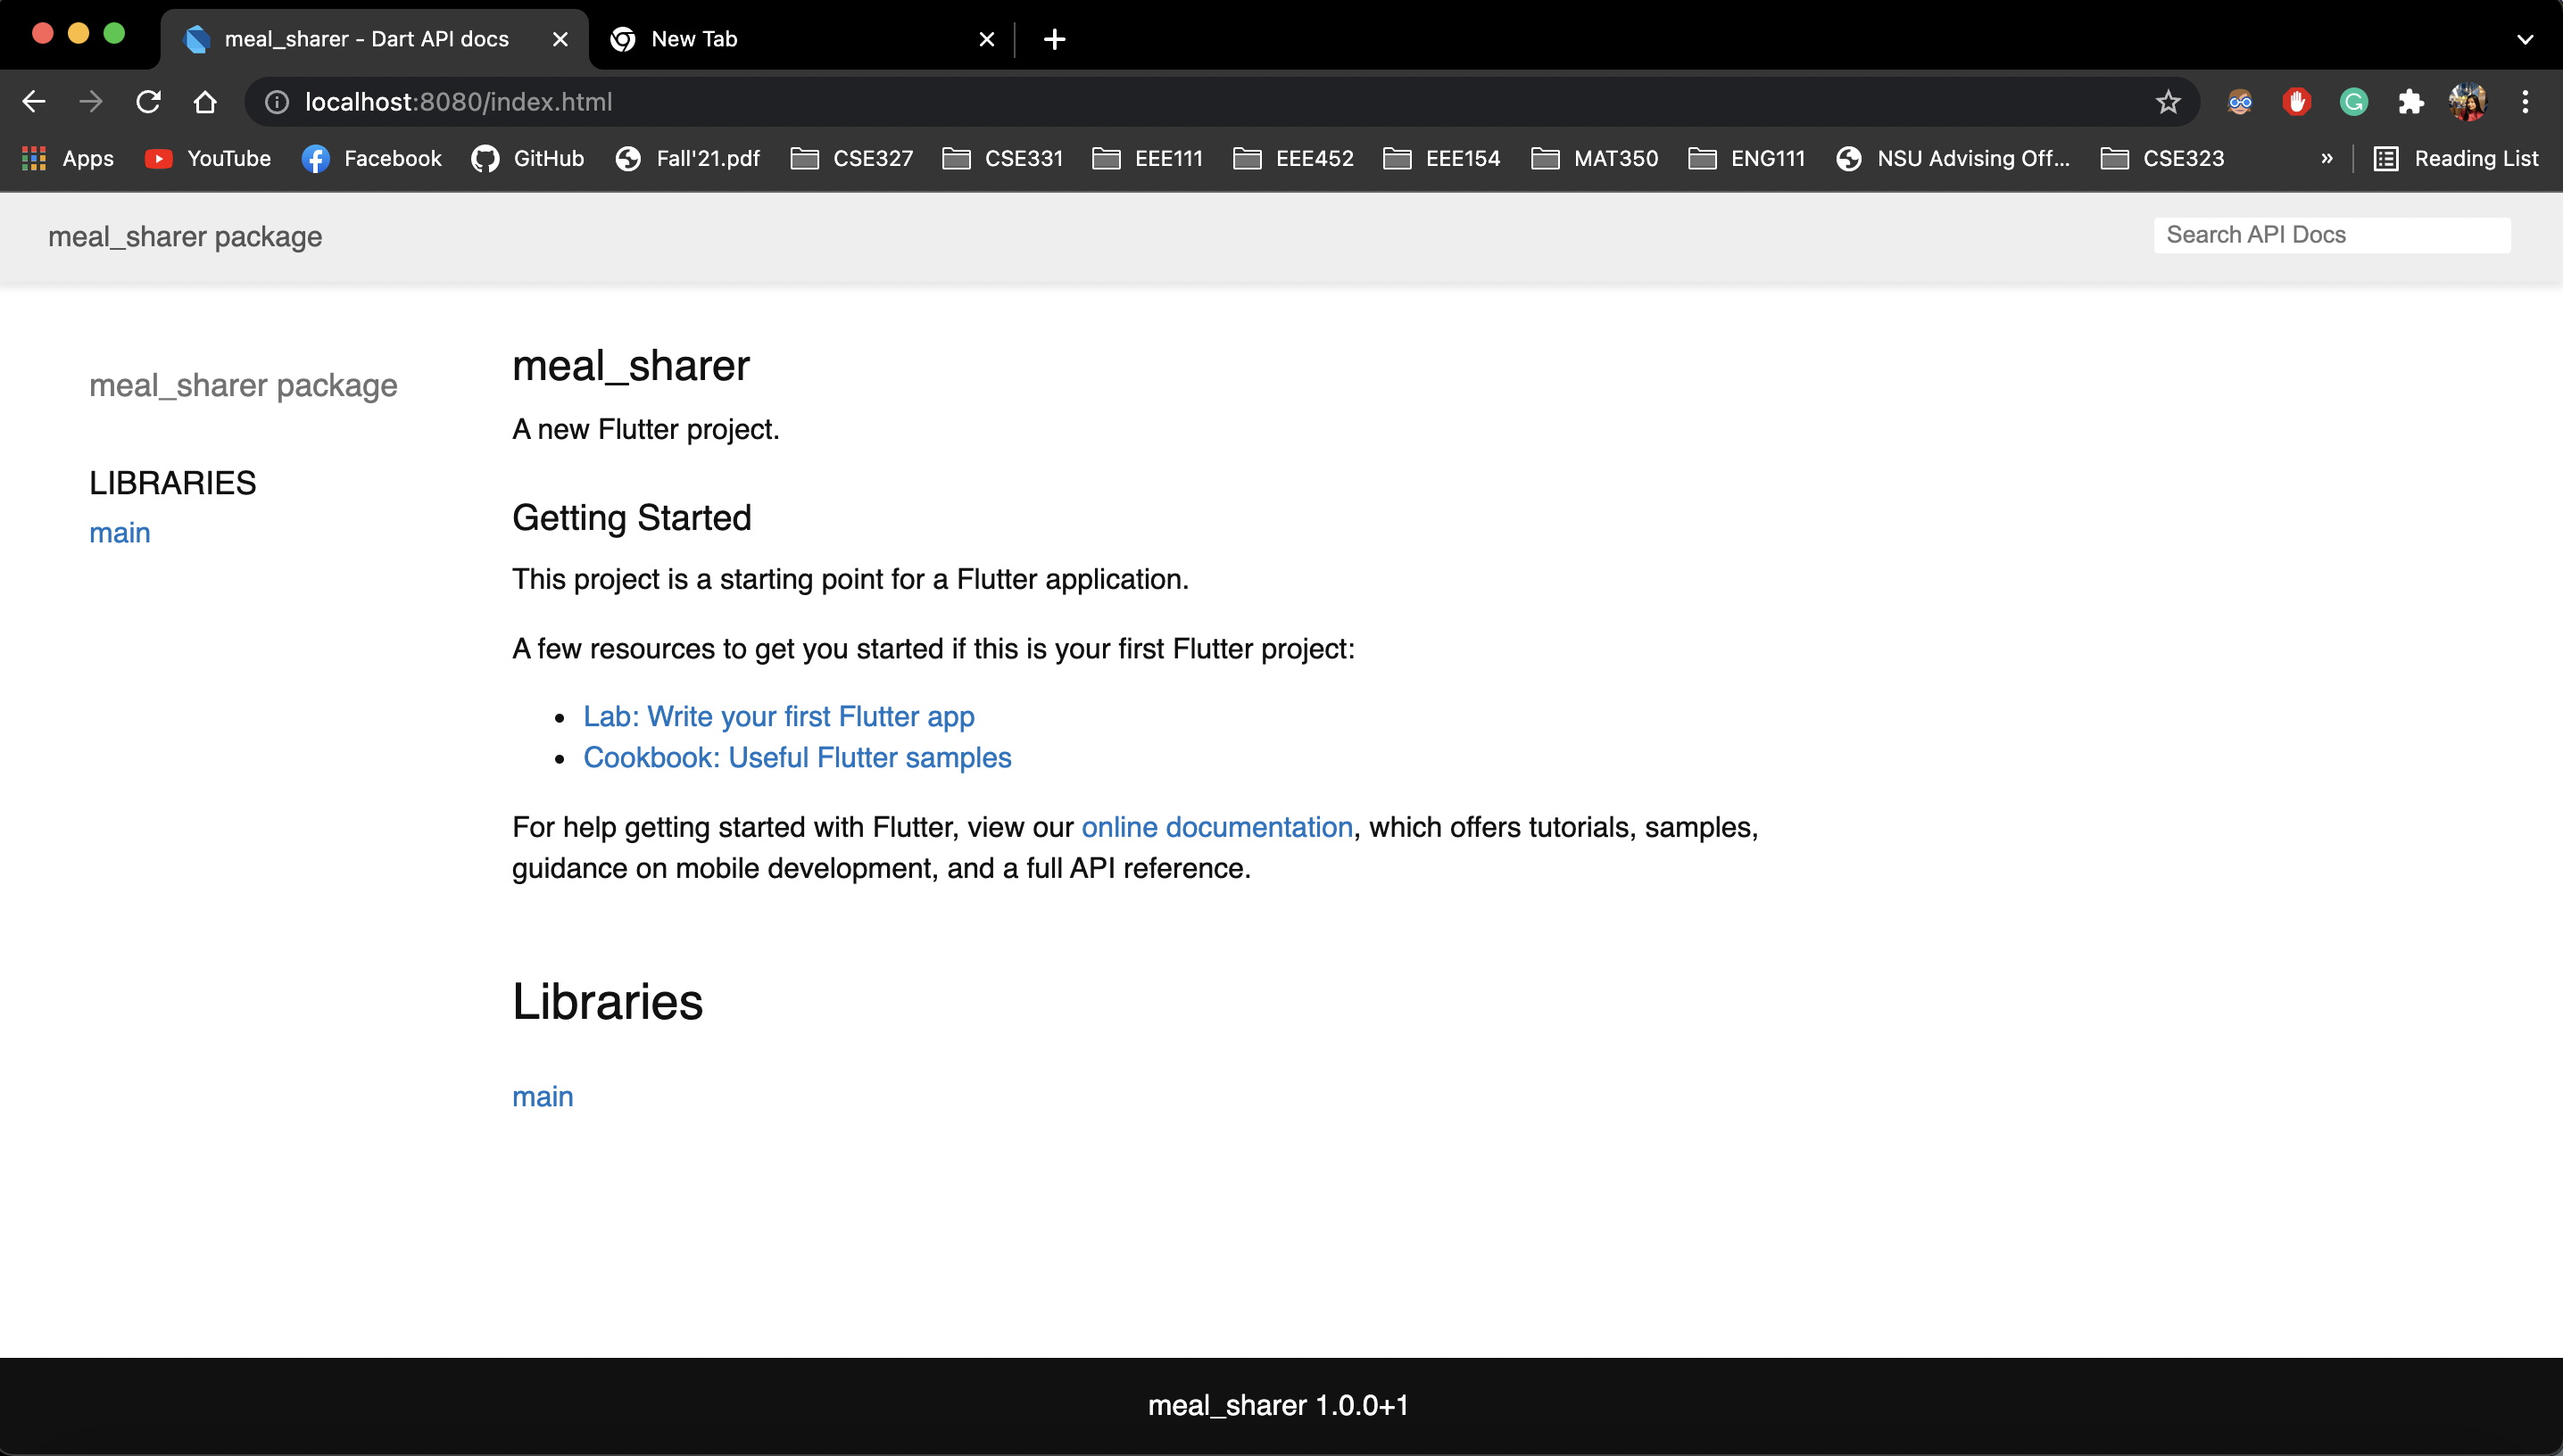 meal_sharer - Dart API docs
New Tab
localhost:8080/index.html
Apps
YouTube
Facebook
GitHub
Fall'21.pdf
CSE327
CSE331
EEE111
EEE452
EEE154
MAT350
ENG111
NSU Advising Off...
CSE323
»
Reading List
meal_sharer package
Search API Docs
meal_sharer package
LIBRARIES
main
meal_sharer
A new Flutter project.
Getting Started
This project is a starting point for a Flutter application.
A few resources to get you started if this is your first Flutter project:
• Lab: Write your first Flutter app
• Cookbook: Useful Flutter samples
For help getting started with Flutter, view our online documentation, which offers tutorials, samples,
guidance on mobile development, and a full API reference.
Libraries
main
meal_sharer 1.0.0+1